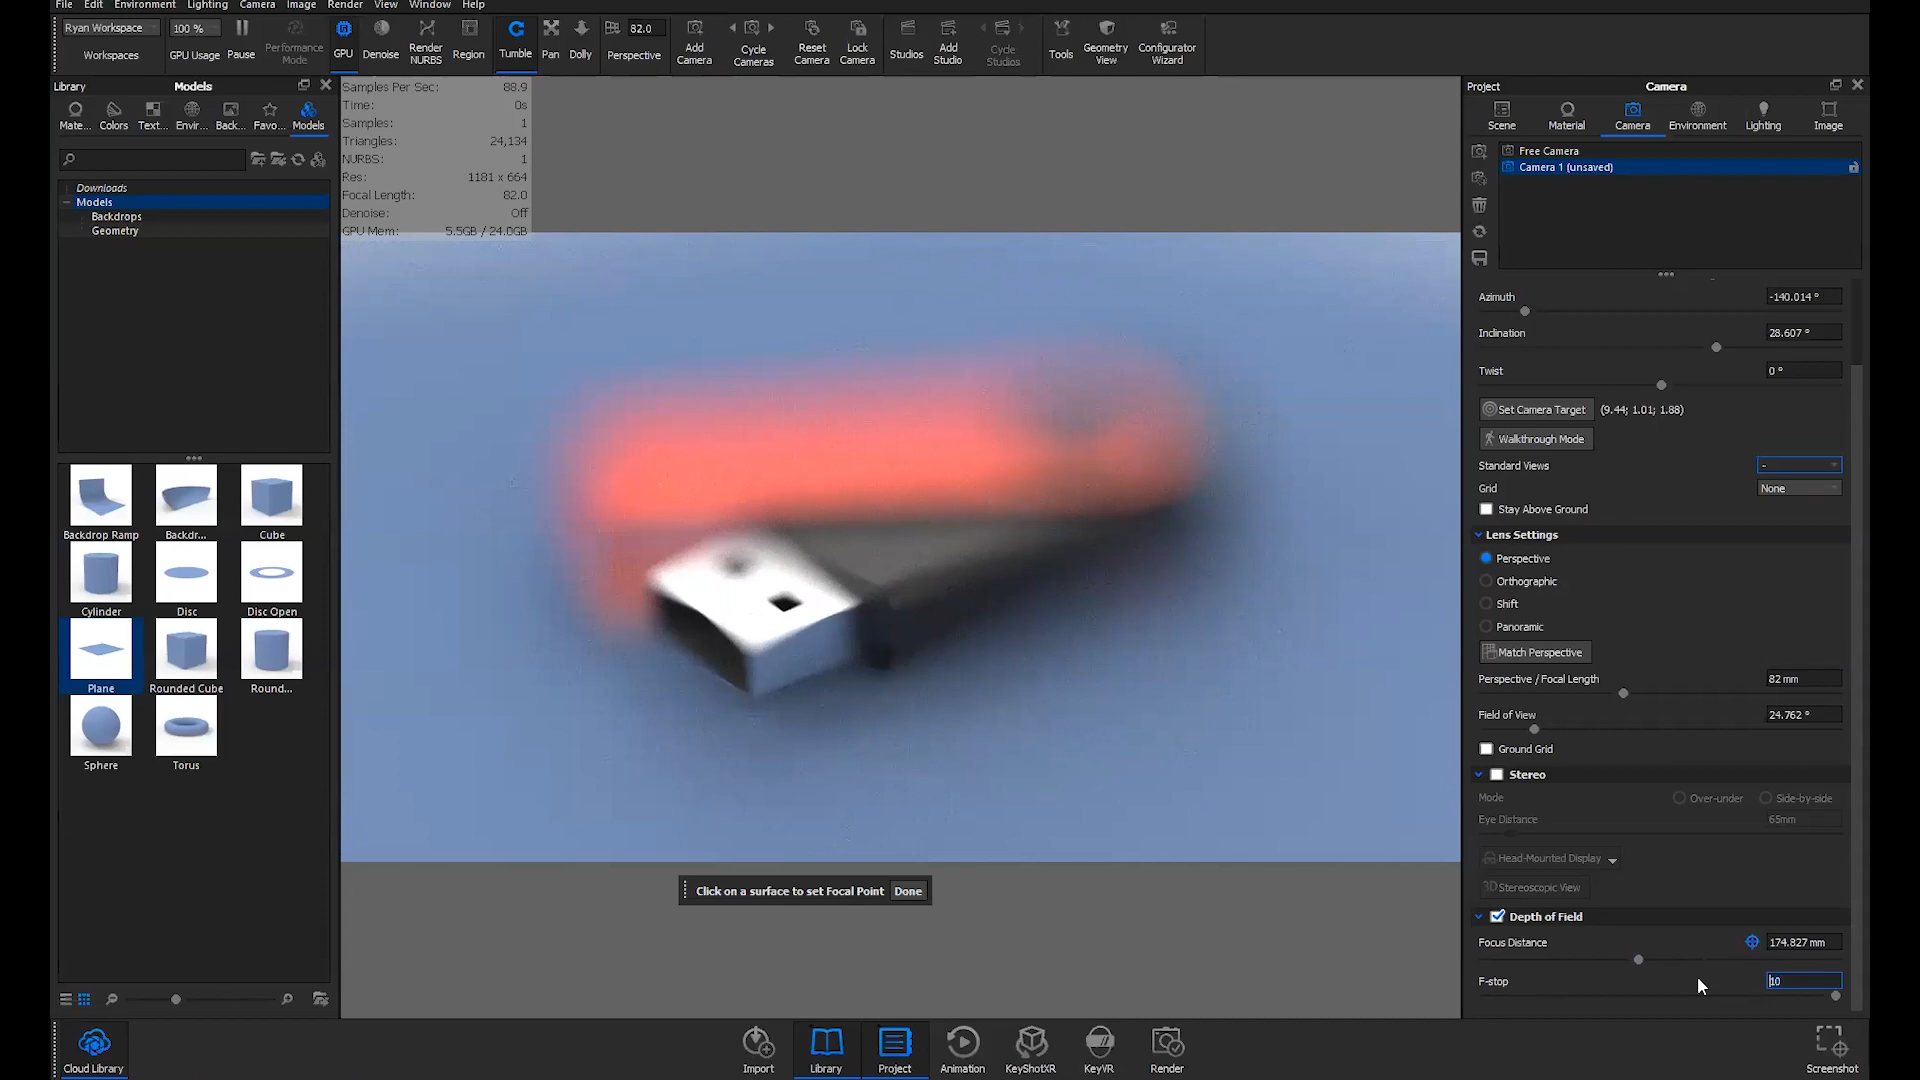 File Edit Environment Lighting Camera Image Render View Window Help
Ryan Workspace 100 % 82.0
Workspaces GPU Usage Pause Performance Mode GPU Denoise Render NURBS Region Tumble Pan Dolly Perspective Add Camera Cycle Cameras Reset Camera Lock Camera Studios Add Studio Cycle Studios Tools Geometry View Configurator Wizard
Library Models
Mate... Colors Text... Envir... Back... Favo... Models
Downloads
Models
Backdrops
Geometry
Backdrop Ramp Backdr... Cube
Cylinder Disc Disc Open
Plane Rounded Cube Round...
Sphere Torus
Samples Per Sec: 88.9
Time: 0s
Samples: 1
Triangles: 24,134
NURBS: 1
Res: 1181 x 664
Focal Length: 82.0
Denoise: Off
GPU Mem: 5.5GB / 24.0GB
Click on a surface to set Focal Point Done
Project Camera
Scene Material Camera Environment Lighting Image
Free Camera
Camera 1 (unsaved)
Azimuth -140.014 °
Inclination 28.607 °
Twist 0 °
Set Camera Target (9.44; 1.01; 1.88)
Walkthrough Mode
Standard Views -
Grid None
Stay Above Ground
Lens Settings
Perspective
Orthographic
Shift
Panoramic
Match Perspective
Perspective / Focal Length 82 mm
Field of View 24.762 °
Ground Grid
Stereo
Mode Over-under Side-by-side
Eye Distance 65mm
Head-Mounted Display
3D Stereoscopic View
Depth of Field
Focus Distance 174.827 mm
F-stop 10
Cloud Library Import Library Project Animation KeyShotXR KeyVR Render Screenshot